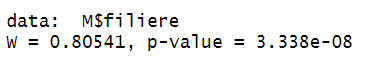 data:  M$filiere
W = 0.80541, p-value = 3.338e-08